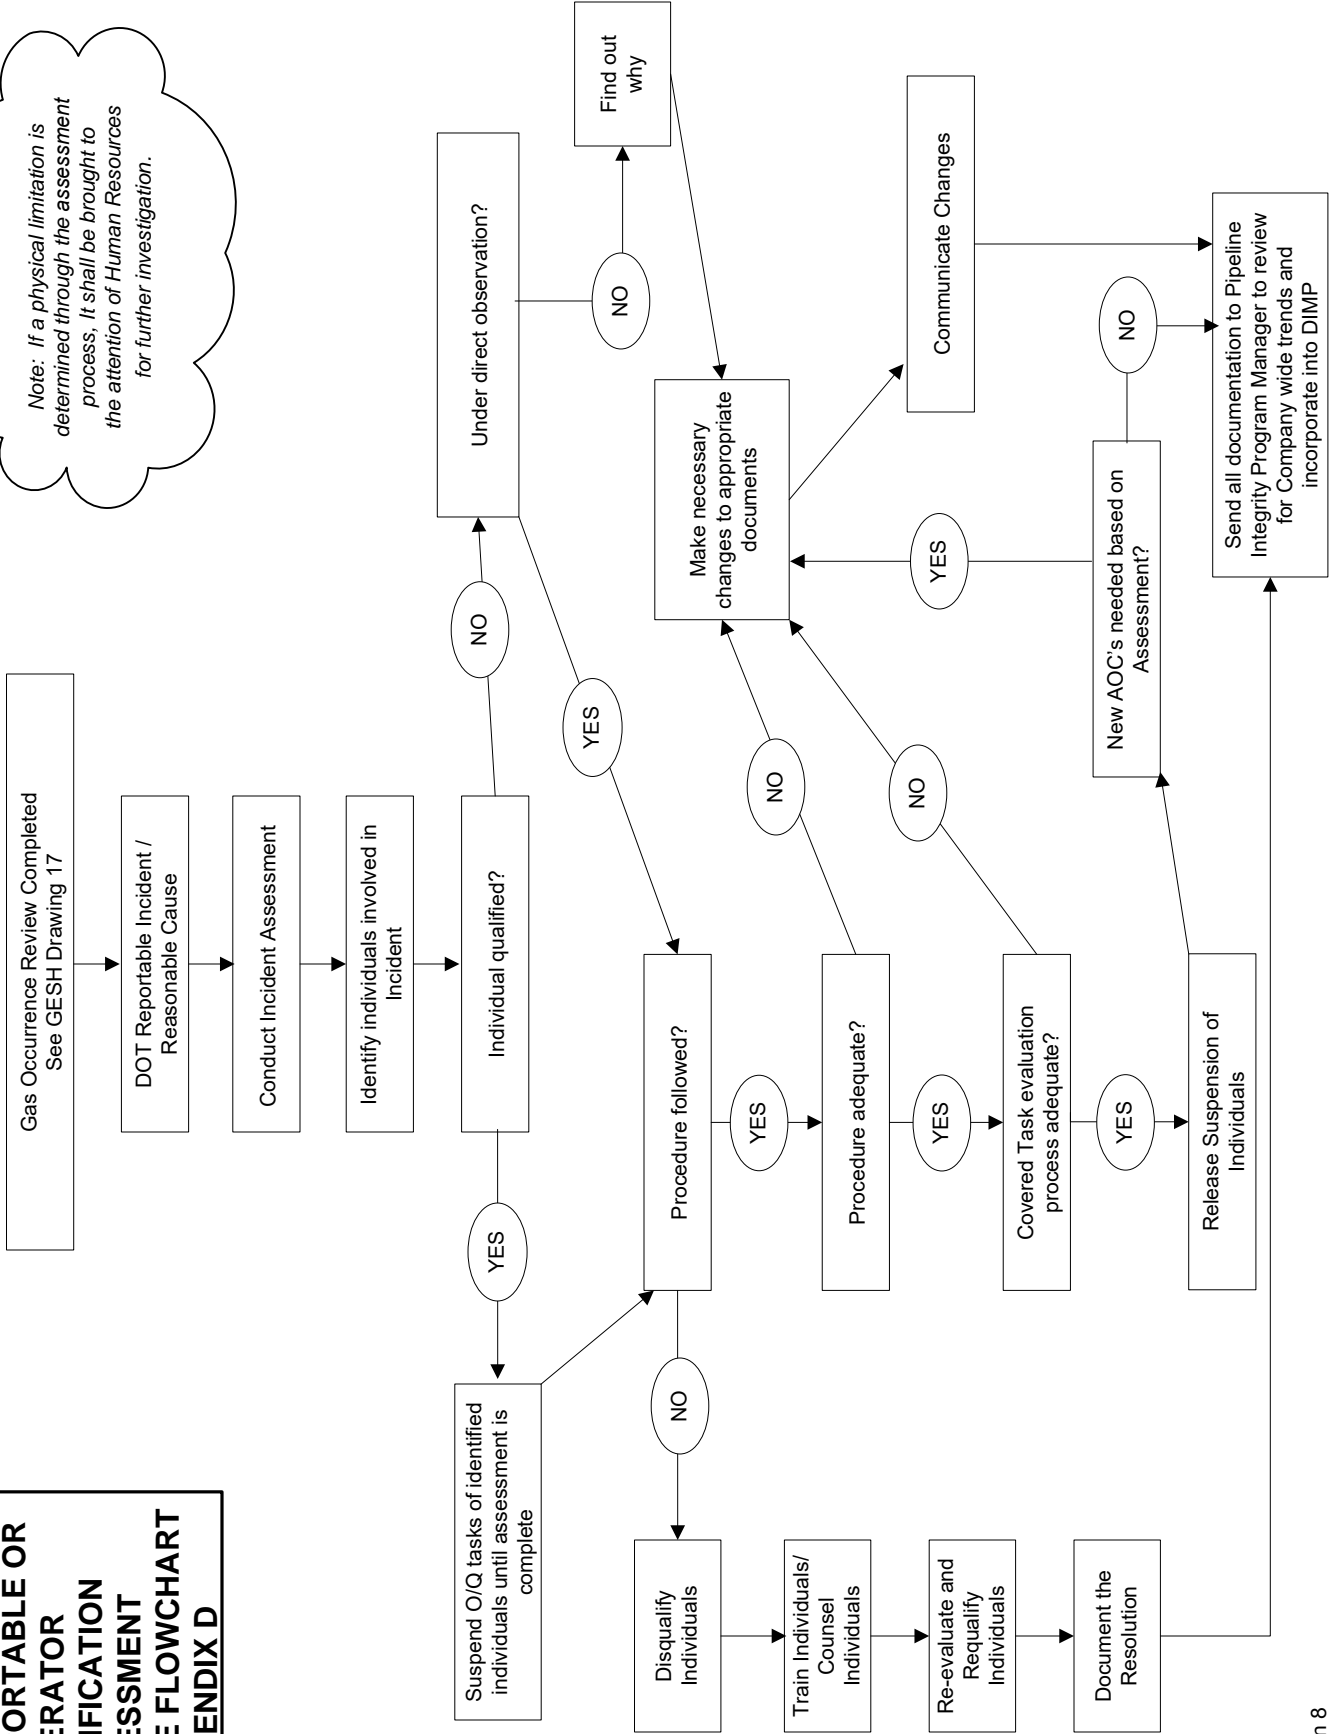 ORTABLE OR
ERATOR
IFICATION
ESSMENT
E FLOWCHART
ENDIX D
Gas Occurrence Review Completed
See GESH Drawing 17
Note: If a physical limitation is
determined through the assessment
process, It shall be brought to
the attention of Human Resources
for further investigation.
DOT Reportable Incident /
Reasonable Cause
Conduct Incident Assessment
Identify individuals involved in
Incident
Individual qualified?
YES
NO
Under direct observation?
NO
Find out
why
YES
Suspend O/Q tasks of identified
individuals until assessment is
complete
Procedure followed?
NO
YES
Disqualify
Individuals
Train Individuals/
Counsel
Individuals
Re-evaluate and
Requalify
Individuals
Document the
Resolution
Procedure adequate?
NO
YES
Covered Task evaluation
process adequate?
NO
YES
Release Suspension of
Individuals
Make necessary
changes to appropriate
documents
Communicate Changes
YES
New AOC's needed based on
Assessment?
NO
Send all documentation to Pipeline
Integrity Program Manager to review
for Company wide trends and
incorporate into DIMP
n 8